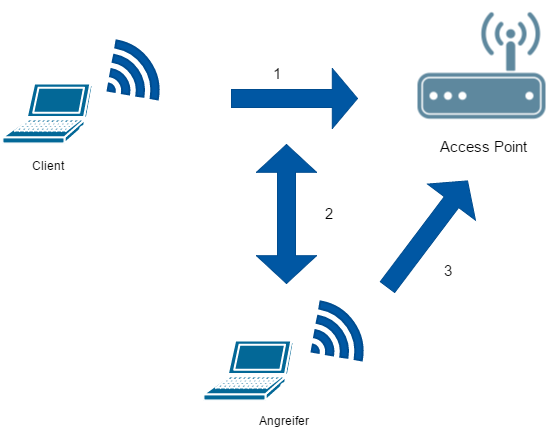 1
Access Point
Client
2
3
Angreifer